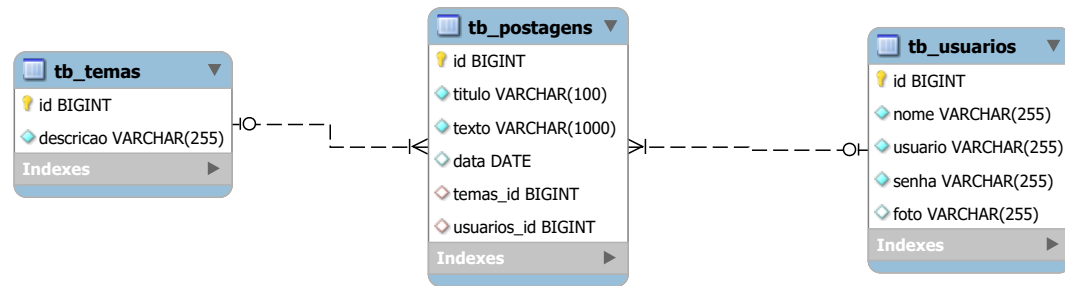 tb_temas
id BIGINT
descricao VARCHAR(255)
Indexes
tb_postagens
id BIGINT
titulo VARCHAR(100)
texto VARCHAR(1000)
data DATE
temas_id BIGINT
usuarios_id BIGINT
Indexes
tb_usuarios
id BIGINT
nome VARCHAR(255)
usuario VARCHAR(255)
senha VARCHAR(255)
foto VARCHAR(255)
Indexes